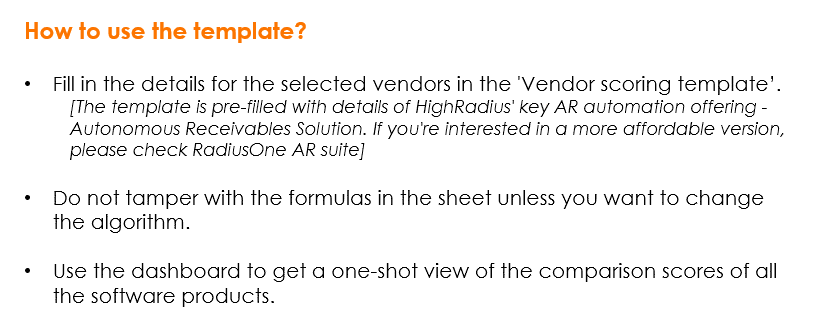 How to use the template?
• Fill in the details for the selected vendors in the 'Vendor scoring template’.
[The template is pre-filled with details of HighRadius' key AR automation offering -
Autonomous Receivables Solution. If you're interested in a more affordable version,
please check RadiusOne AR suite]
• Do not tamper with the formulas in the sheet unless you want to change
the algorithm.
• Use the dashboard to get a one-shot view of the comparison scores of all
the software products.